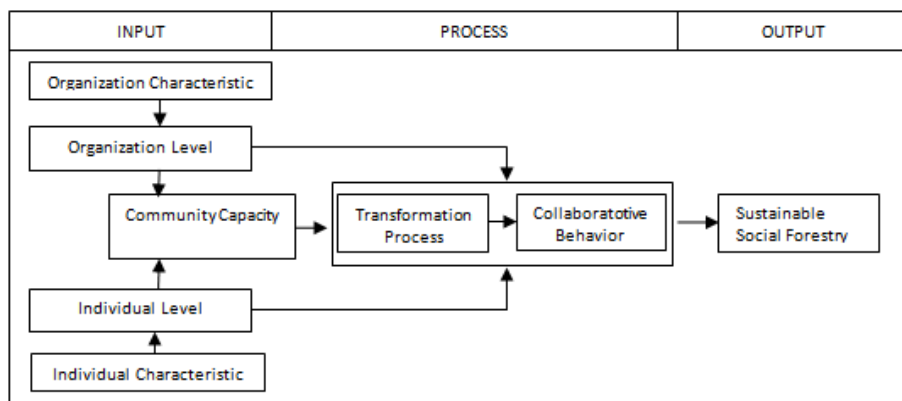 INPUT
PROCESS
OUTPUT
Organization Characteristic
Organization Level
Community Capacity
Transformation
Process
Collaboratotive
Behavior
Sustainable
Social Forestry
Individual Level
Individual Characteristic